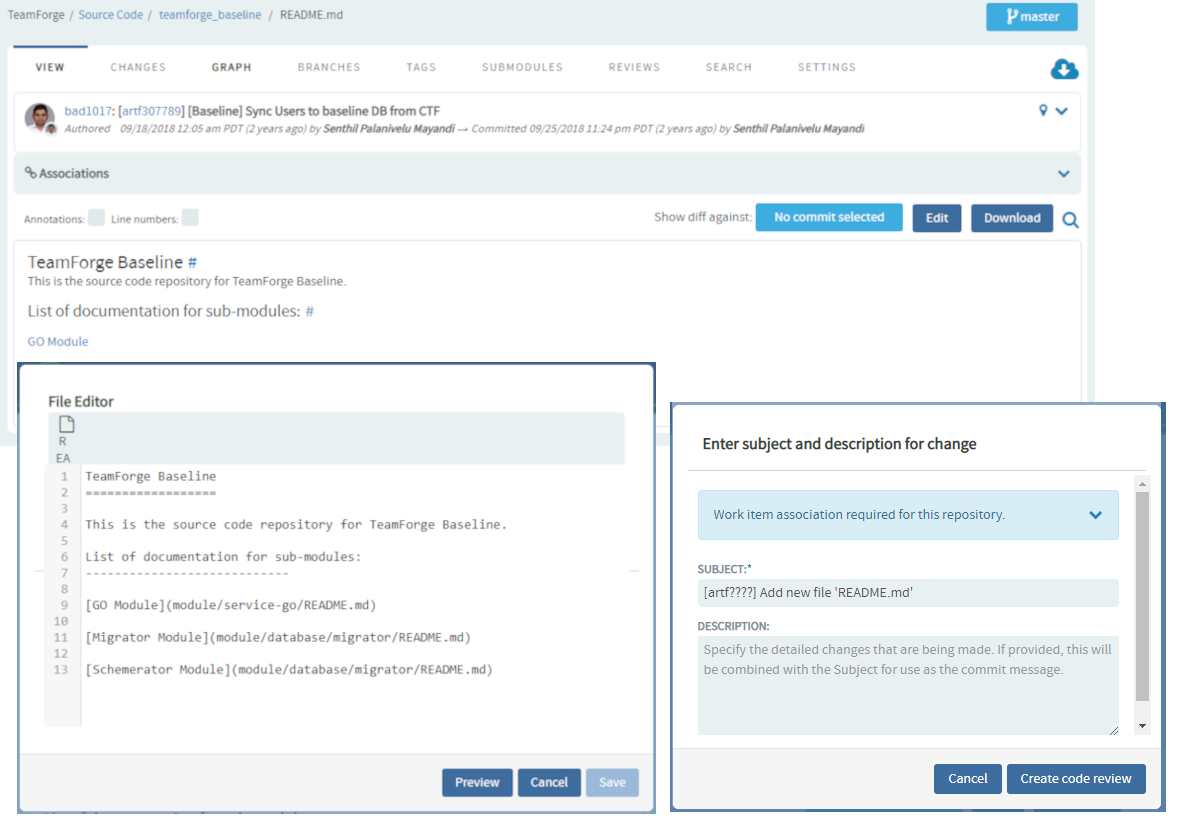 TeamForge / Source Code / teamforge_baseline / README.md
master
VIEW CHANGES GRAPH BRANCHES TAGS SUBMODULES REVIEWS SEARCH SETTINGS
bad1017: [artf307789] [Baseline] Sync Users to baseline DB from CTF
Authored 09/18/2018 12:05 am PDT (2 years ago) by Senthil Palanivelu Mayandi → Committed 09/25/2018 11:24 pm PDT (2 years ago) by Senthil Palanivelu Mayandi
Associations
Annotations: Line numbers: Show diff against: No commit selected Edit Download
TeamForge Baseline #
This is the source code repository for TeamForge Baseline.
List of documentation for sub-modules: #
GO Module
File Editor
R
EA
1 TeamForge Baseline
2 ==================
3
4 This is the source code repository for TeamForge Baseline.
5
6 List of documentation for sub-modules:
7 ----------------------------
8
9 [GO Module](module/service-go/README.md)
10
11 [Migrator Module](module/database/migrator/README.md)
12
13 [Schemerator Module](module/database/migrator/README.md)
Preview Cancel Save
Enter subject and description for change
Work item association required for this repository.
SUBJECT:*
[artf????] Add new file 'README.md'
DESCRIPTION:
Specify the detailed changes that are being made. If provided, this will
be combined with the Subject for use as the commit message.
Cancel Create code review